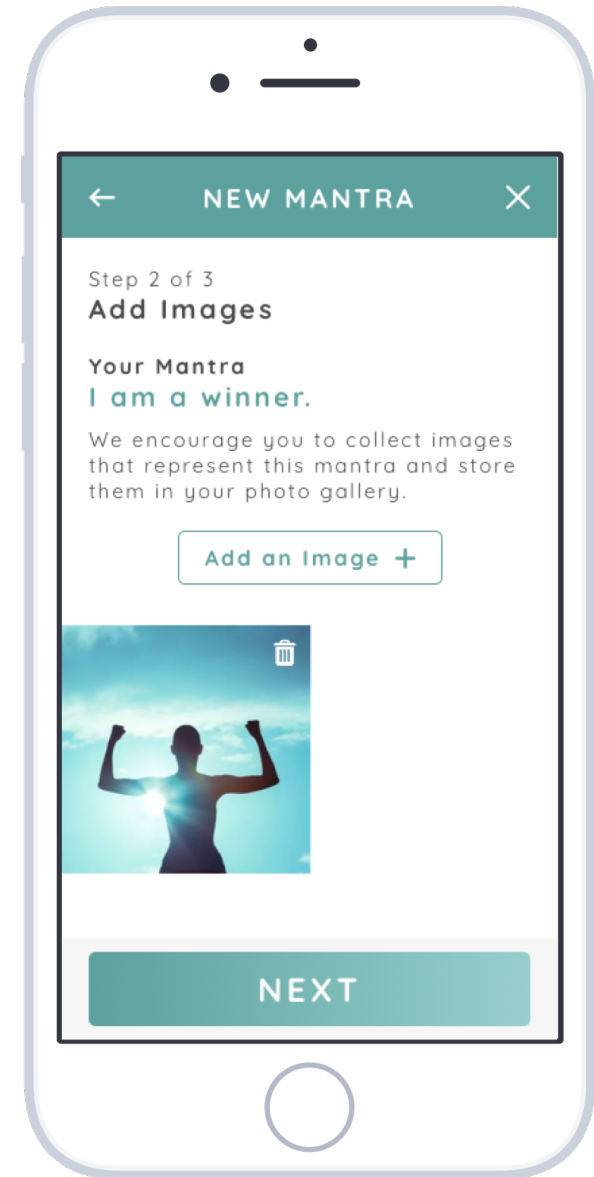 NEW MANTRA
Step 2 of 3
Add Images
Your Mantra
I am a winner.
We encourage you to collect images
that represent this mantra and store
them in your photo gallery.
Add an Image +
NEXT